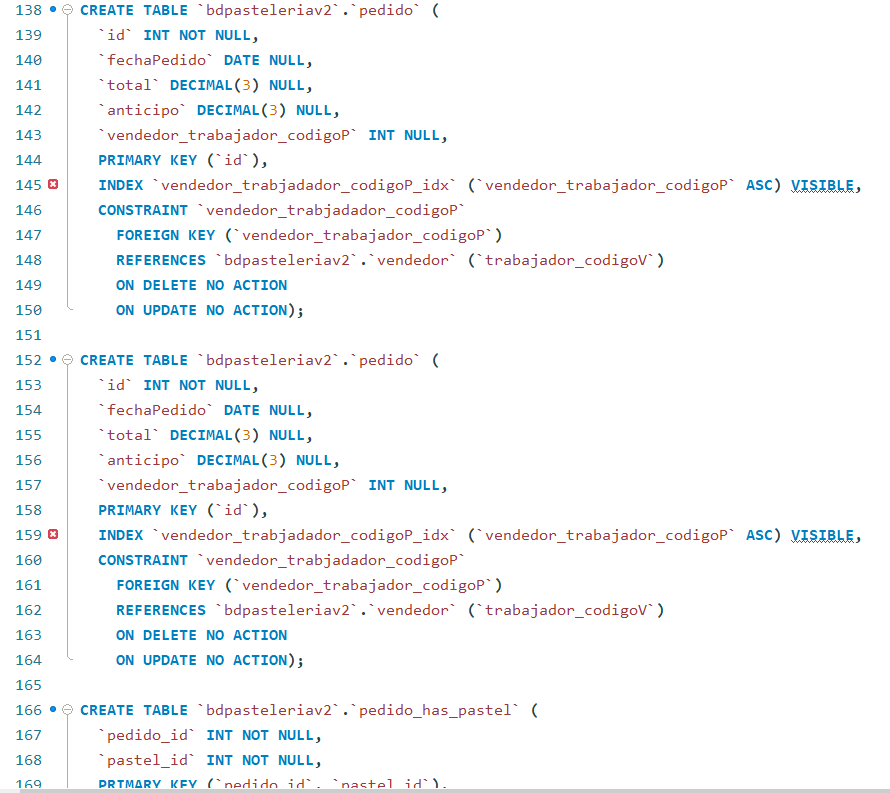 138 CREATE TABLE `bdpasteleriav2`.`pedido` (
139 `id` INT NOT NULL,
140 `fechaPedido` DATE NULL,
141 `total` DECIMAL(3) NULL,
142 `anticipo` DECIMAL(3) NULL,
143 `vendedor_trabajador_codigoP` INT NULL,
144 PRIMARY KEY (`id`),
145 INDEX `vendedor_trabjadador_codigoP_idx` (`vendedor_trabajador_codigoP` ASC) VISIBLE,
146 CONSTRAINT `vendedor_trabjadador_codigoP`
147 FOREIGN KEY (`vendedor_trabajador_codigoP`)
148 REFERENCES `bdpasteleriav2`.`vendedor` (`trabajador_codigoV`)
149 ON DELETE NO ACTION
150 ON UPDATE NO ACTION);
151
152 CREATE TABLE `bdpasteleriav2`.`pedido` (
153 `id` INT NOT NULL,
154 `fechaPedido` DATE NULL,
155 `total` DECIMAL(3) NULL,
156 `anticipo` DECIMAL(3) NULL,
157 `vendedor_trabajador_codigoP` INT NULL,
158 PRIMARY KEY (`id`),
159 INDEX `vendedor_trabjadador_codigoP_idx` (`vendedor_trabajador_codigoP` ASC) VISIBLE,
160 CONSTRAINT `vendedor_trabjadador_codigoP`
161 FOREIGN KEY (`vendedor_trabajador_codigoP`)
162 REFERENCES `bdpasteleriav2`.`vendedor` (`trabajador_codigoV`)
163 ON DELETE NO ACTION
164 ON UPDATE NO ACTION);
165
166 CREATE TABLE `bdpasteleriav2`.`pedido_has_pastel` (
167 `pedido_id` INT NOT NULL,
168 `pastel_id` INT NOT NULL,
169 PRIMARY KEY (`pedido_id`, `pastel_id`),